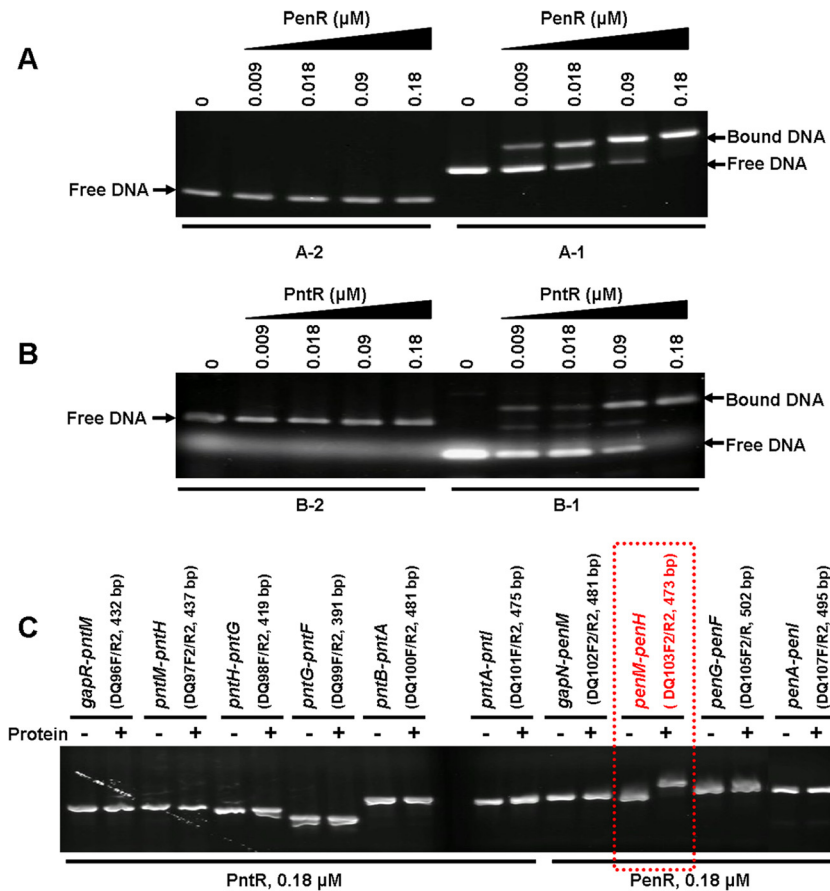 PenR (µM) PenR (µM)
A
0 0.009 0.018 0.09 0.18 0 0.009 0.018 0.09 0.18
Bound DNA
Free DNA
Free DNA
A-2 A-1
PntR (µM) PntR (µM)
B
0 0.009 0.018 0.09 0.18 0 0.009 0.018 0.09 0.18
Bound DNA
Free DNA
Free DNA
B-2 B-1
C
gapR-pntM
(DQ96F/R2, 432 bp)
pntM-pntH
(DQ97F2/R2, 437 bp)
pntH-pntG
(DQ98F/R2, 419 bp)
pntG-pntF
(DQ99F/R2, 391 bp)
pntB-pntA
(DQ100F/R2, 481 bp)
pntA-pntI
(DQ101F/R2, 475 bp)
gapN-penM
(DQ102F2/R2, 481 bp)
penM-penH
( DQ103F2/R2, 473 bp)
penG-penF
(DQ105F2/R, 502 bp)
penA-penI
(DQ107F/R2, 495 bp)
Protein - + - + - + - + - + - + - + - + - + - +
PntR, 0.18 µM PenR, 0.18 µM